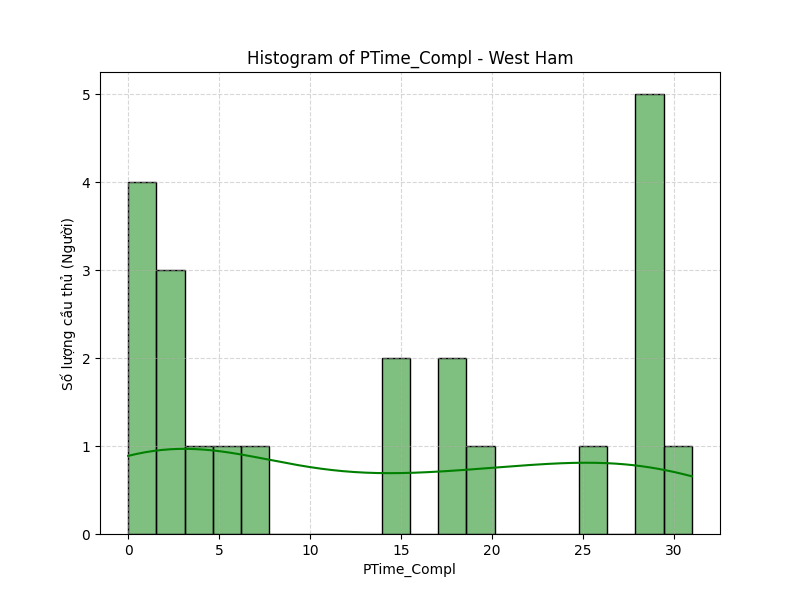 Histogram of PTime_Compl - West Ham
Số lượng cầu thủ (Người)
5
4
3
2
1
0
0 5 10 15 20 25 30
PTime_Compl